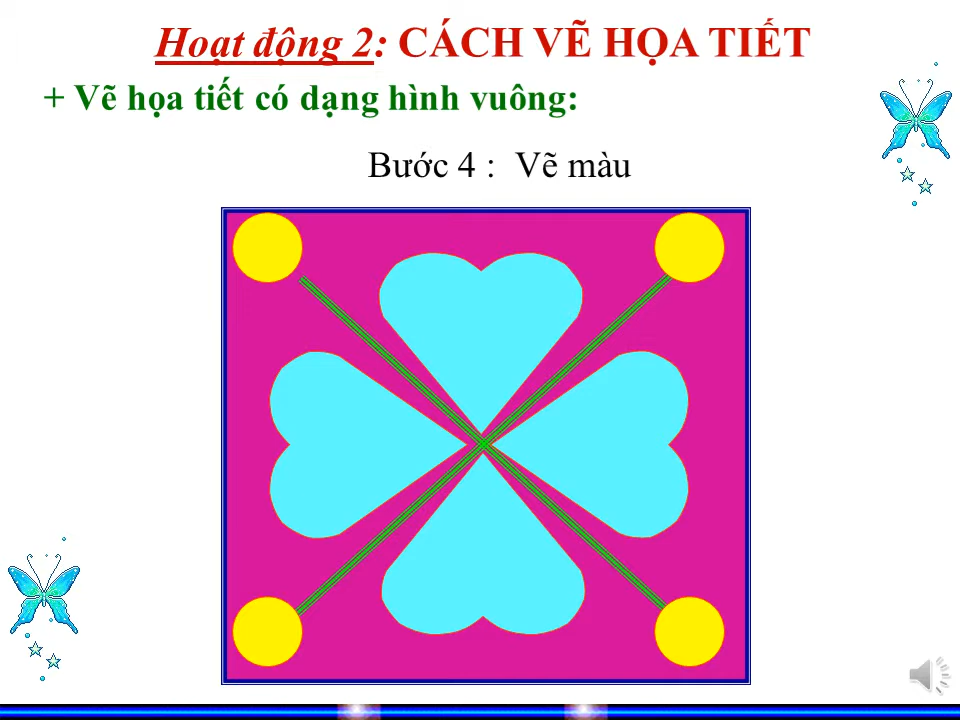 Hoạt động 2: CÁCH VẼ HỌA TIẾT
+ Vẽ họa tiết có dạng hình vuông:
Bước 4 : Vẽ màu